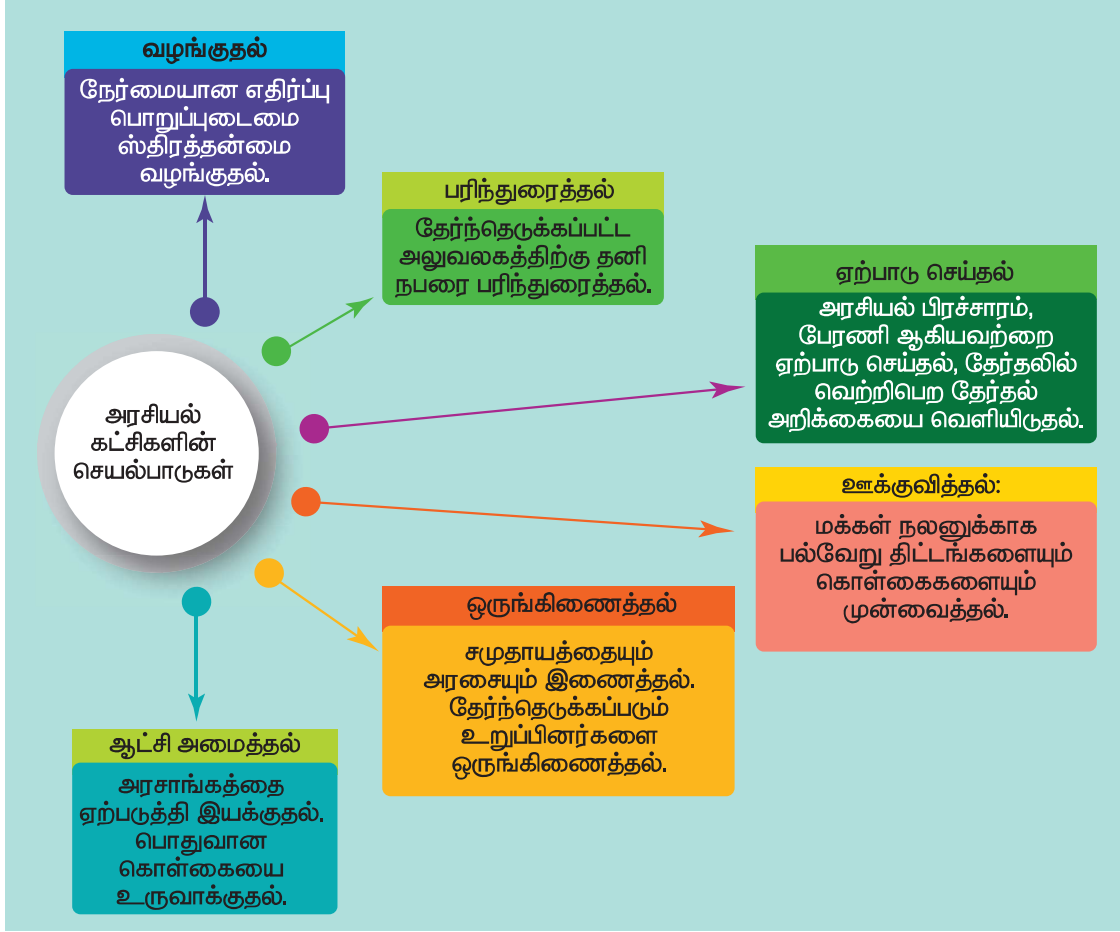 வழங்குதல்
நேர்மையான எதிர்ப்பு
பொறுப்புடைமை
ஸ்திரத்தன்மை
வழங்குதல்.
பரிந்துரைத்தல்
தேர்ந்தெடுக்கப்பட்ட
அலுவலகத்திற்கு தனி
நபரை பரிந்துரைத்தல்.
ஏற்பாடு செய்தல்
அரசியல் பிரச்சாரம்,
பேரணி ஆகியவற்றை
ஏற்பாடு செய்தல், தேர்தலில்
வெற்றிபெற தேர்தல்
அறிக்கையை வெளியிடுதல்.
அரசியல்
கட்சிகளின்
செயல்பாடுகள்
ஊக்குவித்தல்:
மக்கள் நலனுக்காக
பல்வேறு திட்டங்களையும்
கொள்கைகளையும்
முன்வைத்தல்.
ஒருங்கிணைத்தல்
சமுதாயத்தையும்
அரசையும் இணைத்தல்.
தேர்ந்தெடுக்கப்படும்
உறுப்பினர்களை
ஒருங்கிணைத்தல்.
ஆட்சி அமைத்தல்
அரசாங்கத்தை
ஏற்படுத்தி இயக்குதல்.
பொதுவான
கொள்கையை
உருவாக்குதல்.